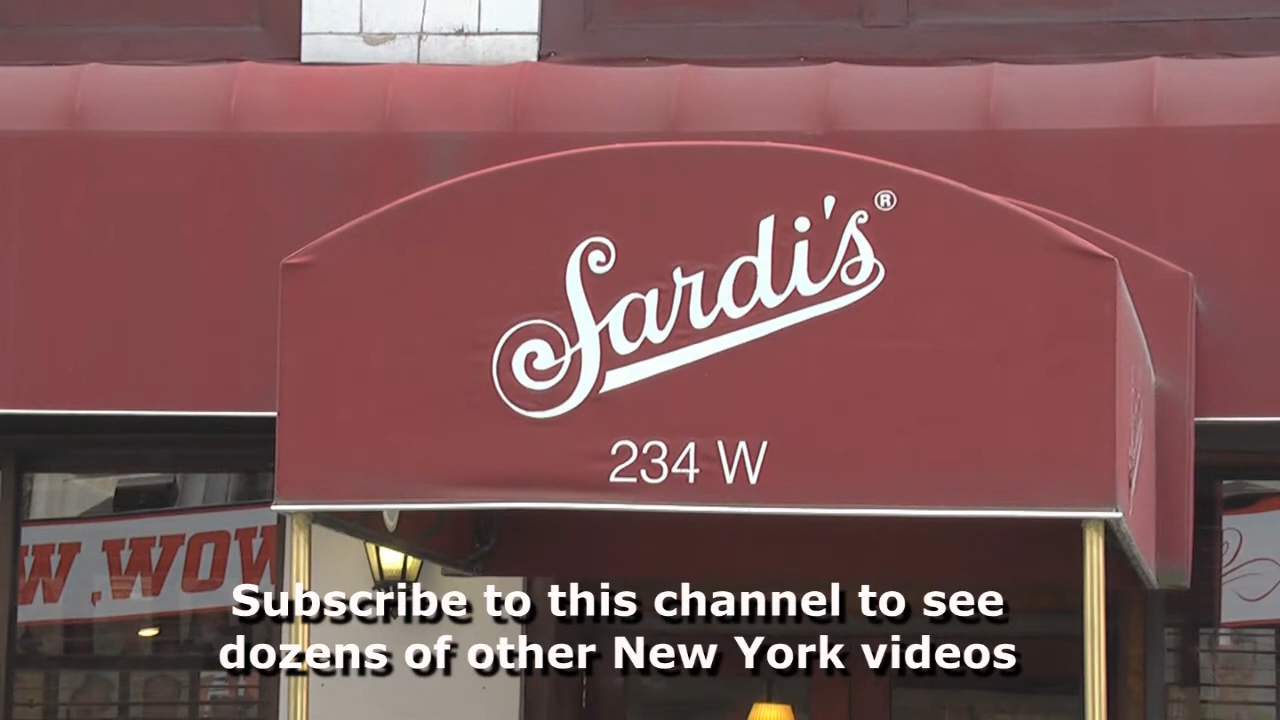 Sardi's®
234 W
W, WOW
Subscribe to this channel to see
dozens of other New York videos